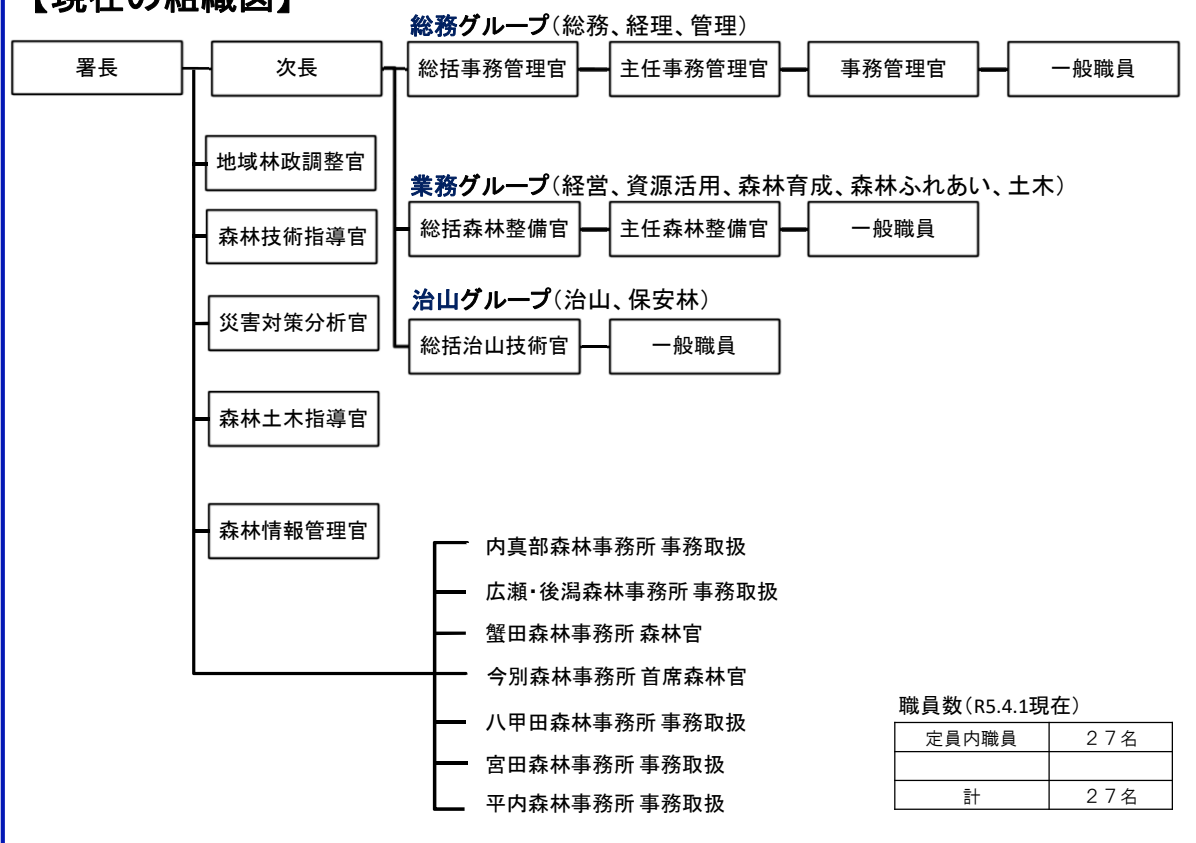 【現在の組織図】
総務グループ(総務、経理、管理)
署長 次長 総括事務管理官 主任事務管理官 事務管理官 一般職員
地域林政調整官
業務グループ(経営、資源活用、森林育成、森林ふれあい、土木)
森林技術指導官 総括森林整備官 主任森林整備官 一般職員
治山グループ(治山、保安林)
災害対策分析官 総括治山技術官 一般職員
森林土木指導官
森林情報管理官
内真部森林事務所 事務取扱
広瀬・後潟森林事務所 事務取扱
蟹田森林事務所 森林官
今別森林事務所 首席森林官
八甲田森林事務所 事務取扱
宮田森林事務所 事務取扱
平内森林事務所 事務取扱
職員数(R5.4.1現在)
定員内職員 27名
計 27名